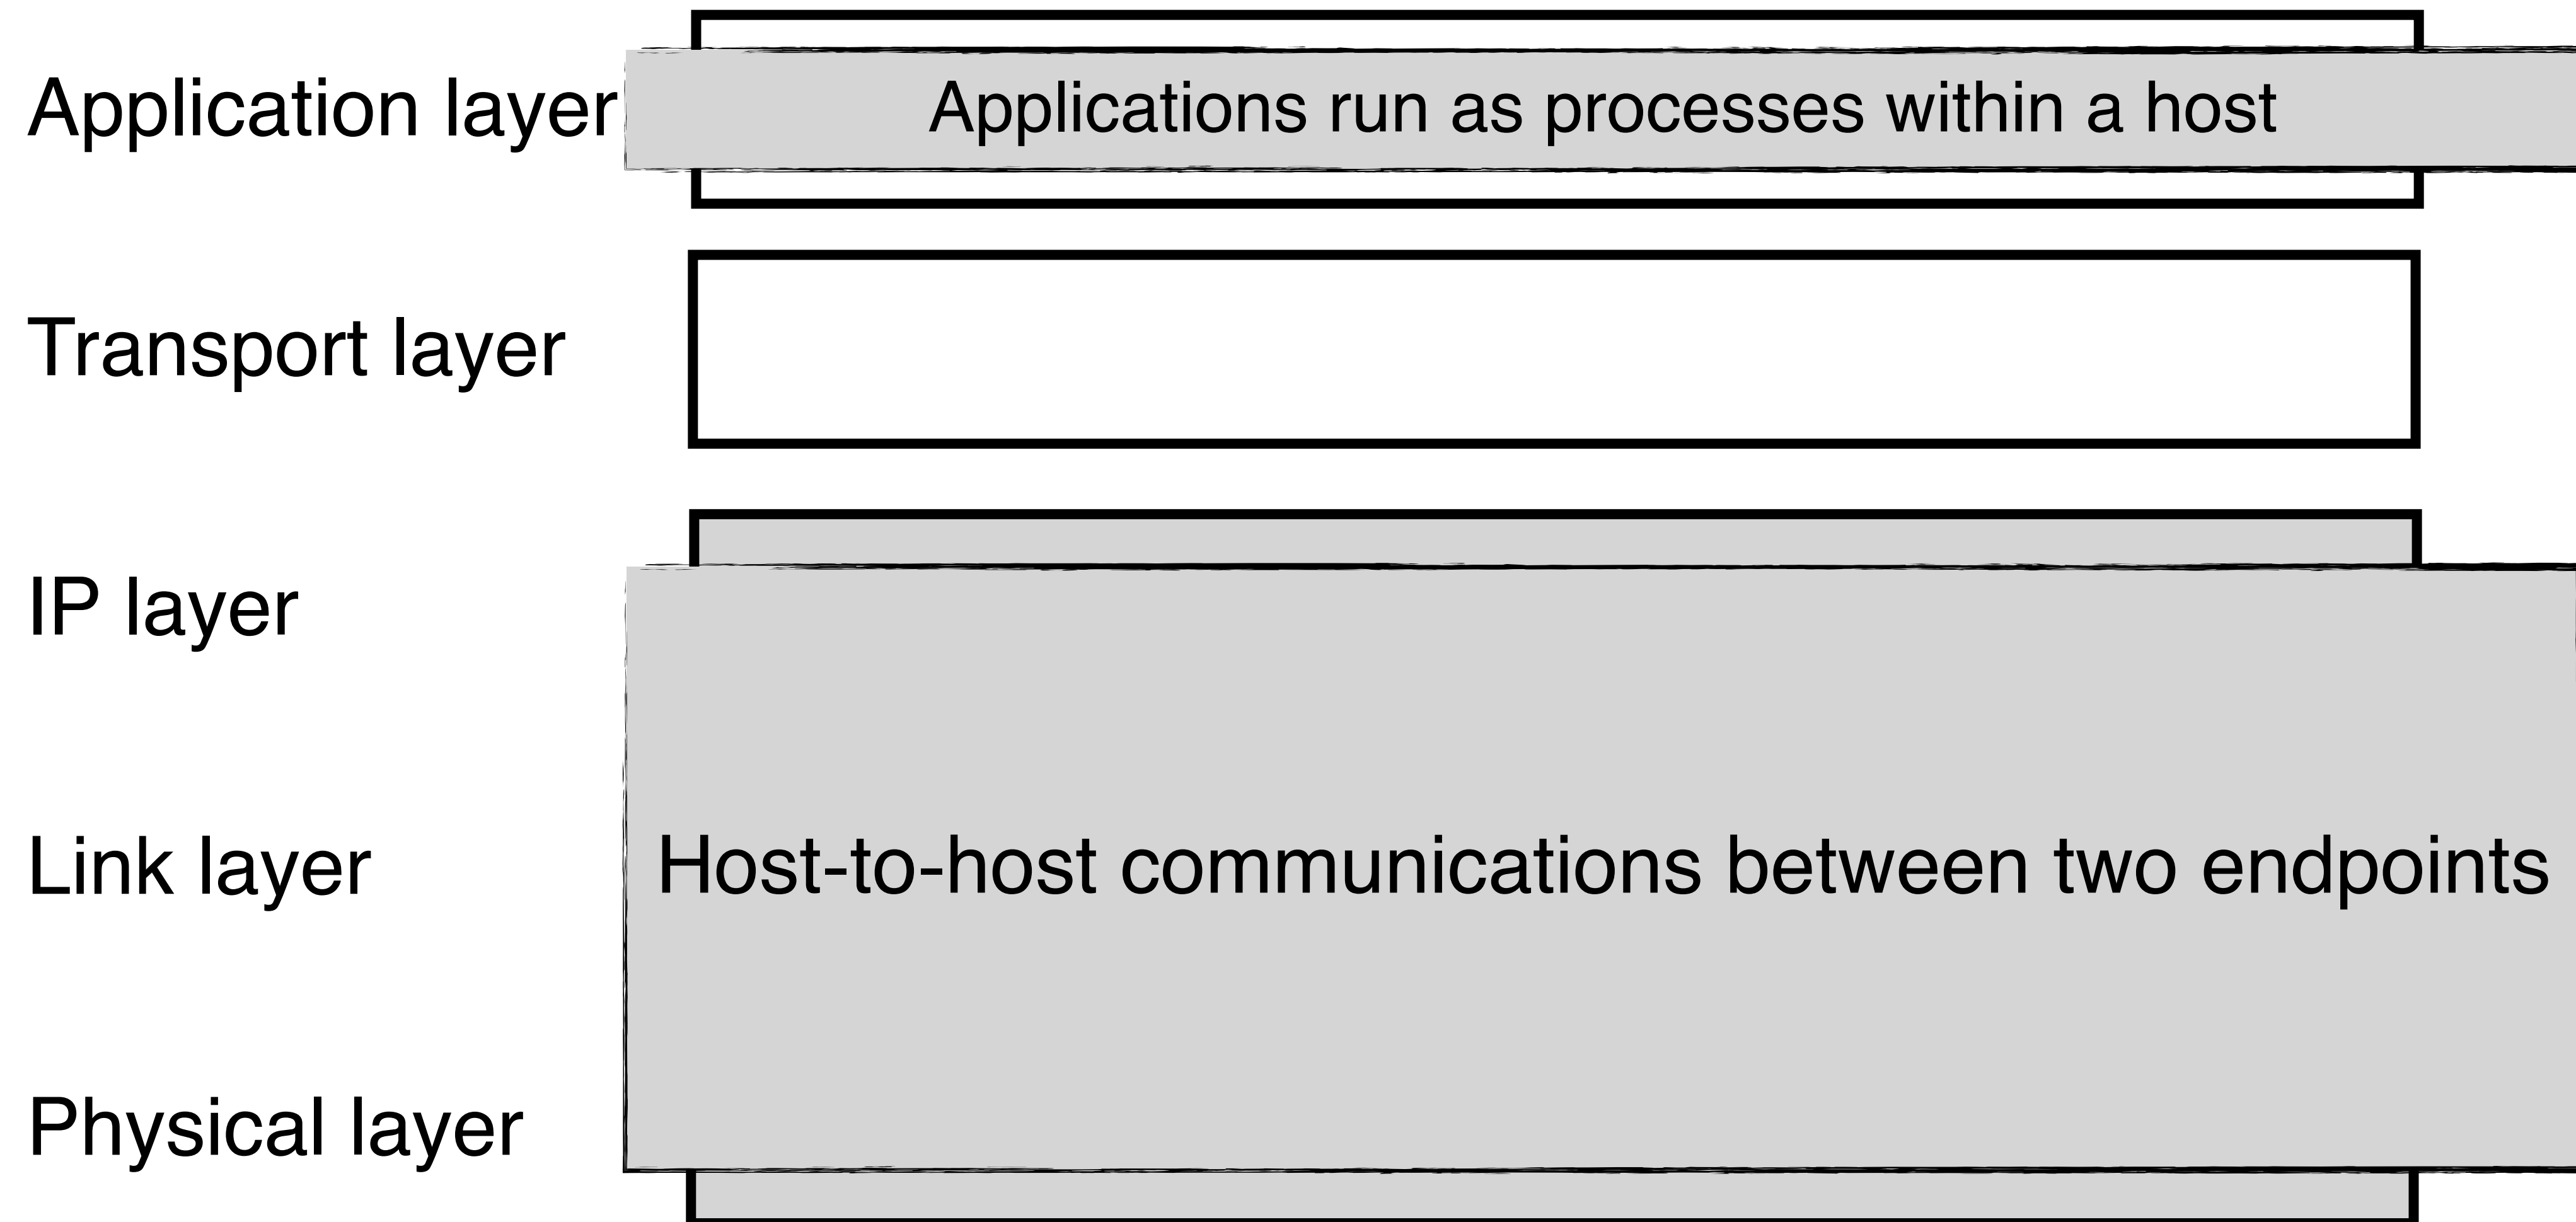 Application layer
Applications run as processes within a host
Transport layer
IP layer
Link layer
Host-to-host communications between two endpoints
Physical layer